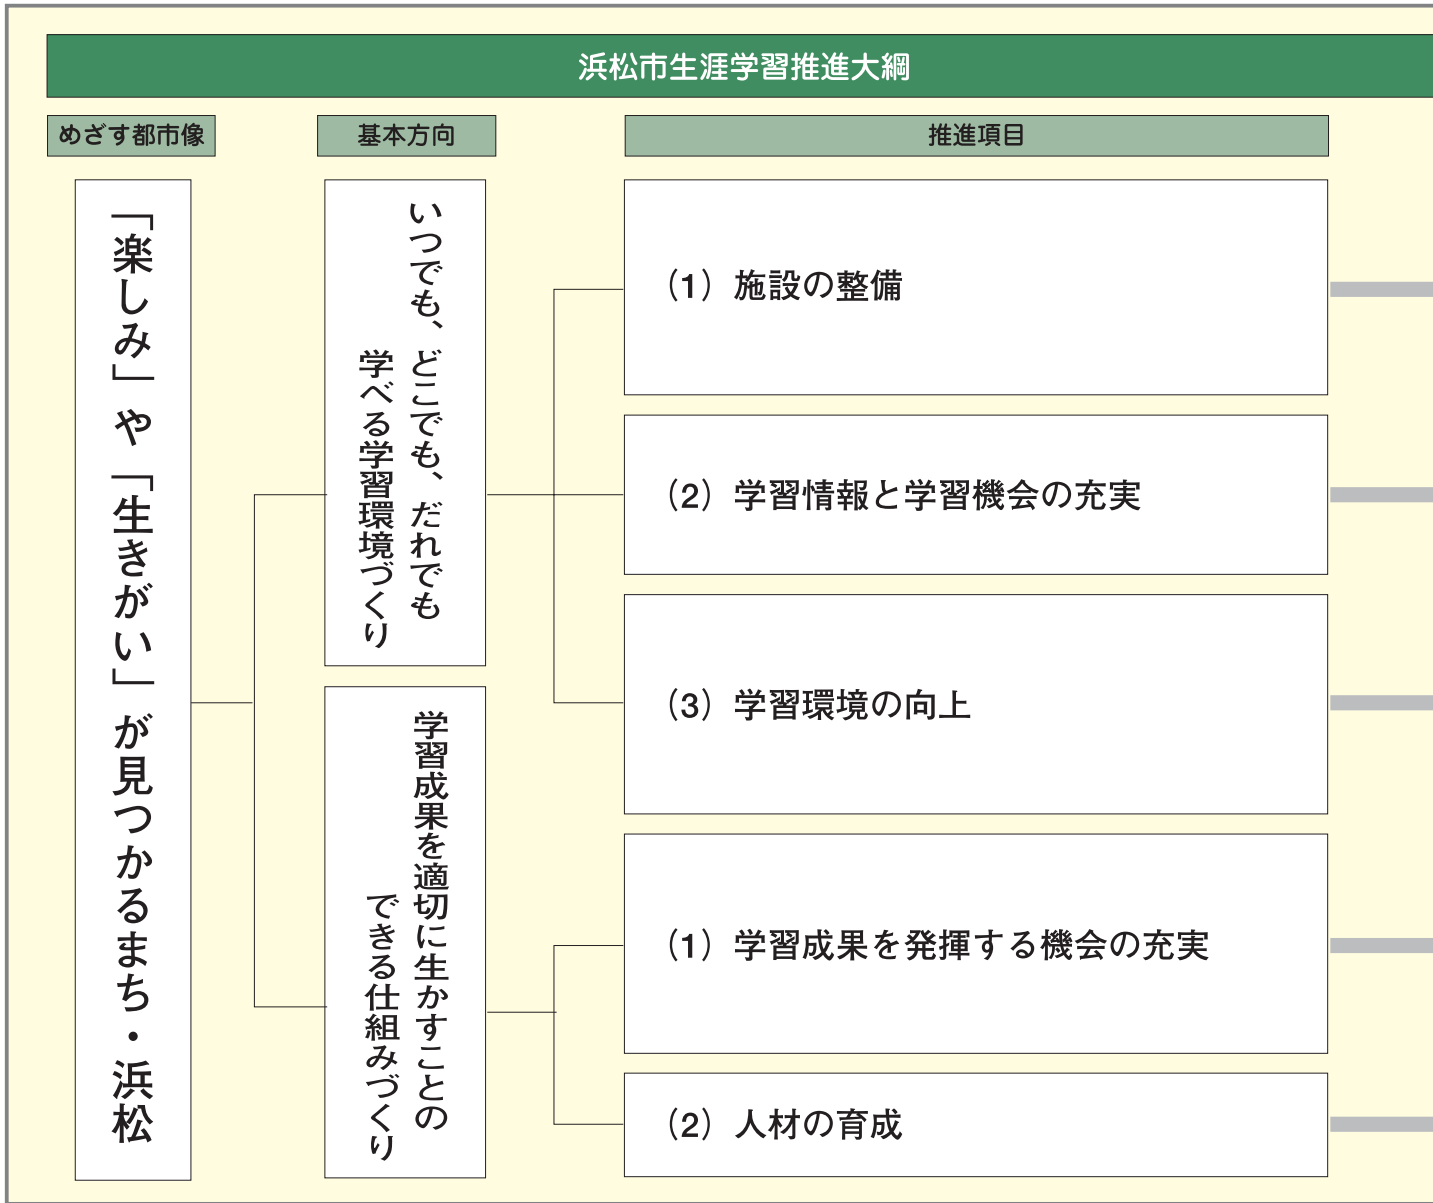 浜松市生涯学習推進大綱
めざす都市像
基本方向
推進項目
「楽しみ」や「生きがい」が見つかるまち・浜松
いつでも、どこでも、だれでも
学べる学習環境づくり
(1) 施設の整備
(2) 学習情報と学習機会の充実
(3) 学習環境の向上
学習成果を適切に生かすことの
できる仕組みづくり
(1) 学習成果を発揮する機会の充実
(2) 人材の育成